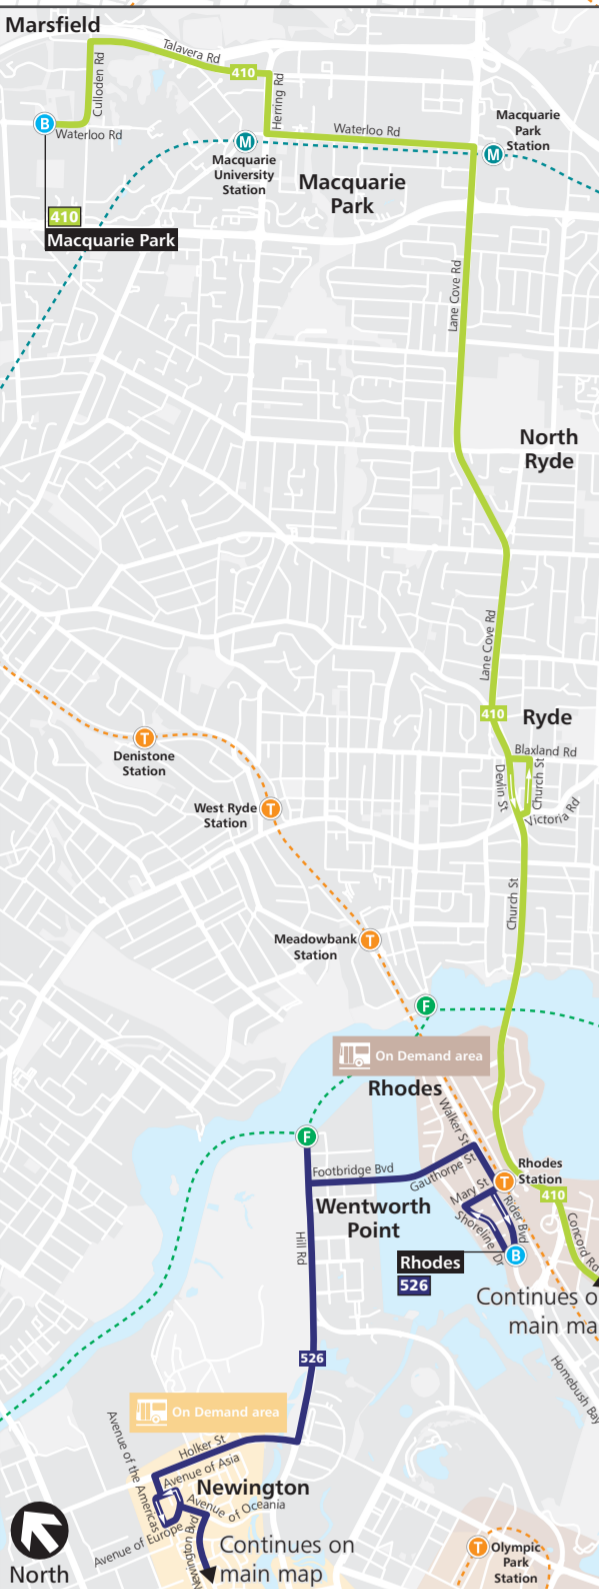 Marsfield
Talavera Rd
410
Culloden Rd
Herring Rd
B
Waterloo Rd
Waterloo Rd
M
Macquarie
University
Station
M
Macquarie
Park
Station
Macquarie
Park
410
Macquarie Park
Lane Cove Rd
North
Ryde
Lane Cove Rd
410
Ryde
Blaxland Rd
Devlin St
Church St
Victoria Rd
T
Denistone
Station
West Ryde
Station
T
Church St
Meadowbank
Station
T
F
On Demand area
Rhodes
Walker St
F
Footbridge Bvd
Gauthorpe St
Rhodes
Station
T
410
Mary St
Rider Bvd
Shoreline Dr
Wentworth
Point
Concord Rd
Hill Rd
Rhodes
B
526
Continues o
main ma
526
Homebush Bay
On Demand area
Holker St
Avenue of the Americas
Avenue of Asia
Newington
Avenue of Oceania
Avenue of Europe
Newington Bvd
Continues on
main map
North
T
Olympic
Park
Station